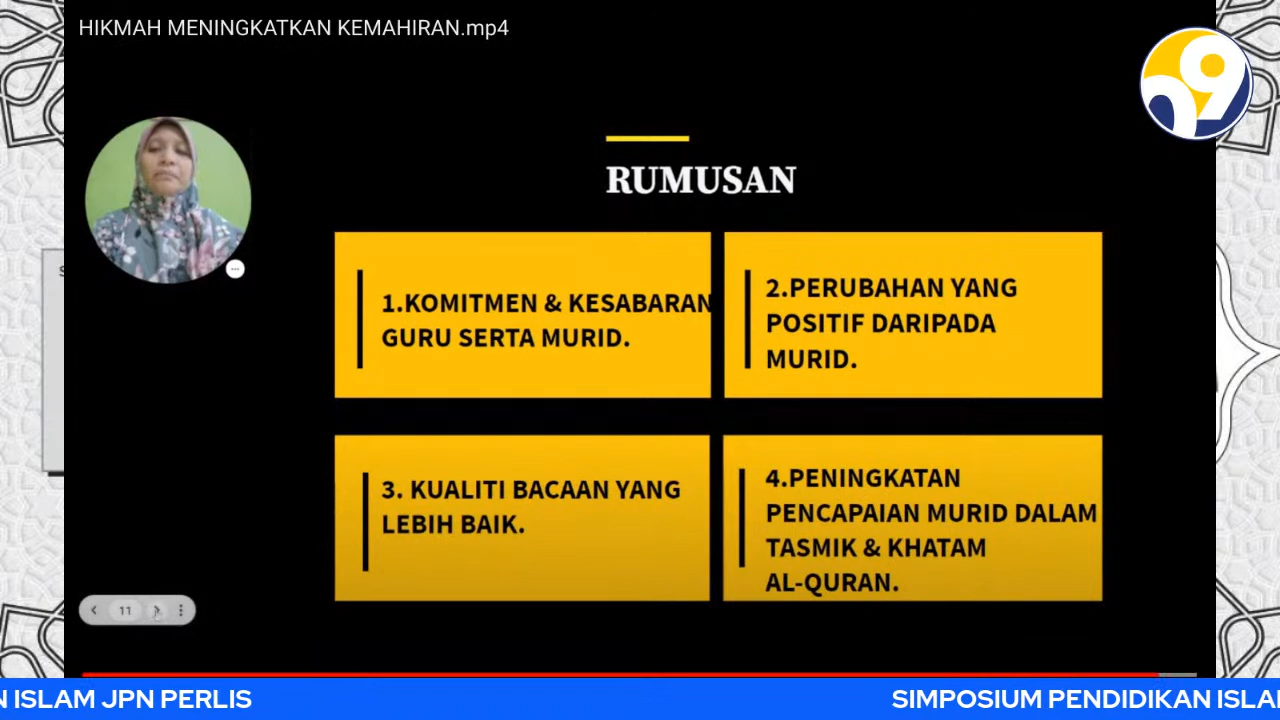 HIKMAH MENINGKATKAN KEMAHIRAN.mp4
RUMUSAN
1.KOMITMEN & KESABARAN
GURU SERTA MURID.
2.PERUBAHAN YANG
POSITIF DARIPADA
MURID.
3. KUALITI BACAAN YANG
LEBIH BAIK.
4.PENINGKATAN
PENCAPAIAN MURID DALAM
TASMIK & KHATAM
AL-QURAN.
11
N ISLAM JPN PERLIS
SIMPOSIUM PENDIDIKAN ISLA